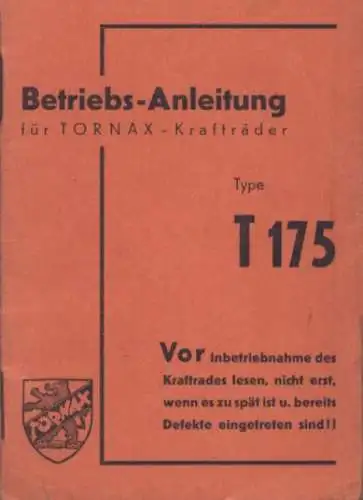 Betriebs-Anleitung
für TORNAX-Krafträder
Type
T 175
Vor Inbetriebnahme des
Kraftrades lesen, nicht erst,
wenn es zu spät ist u. bereits
Defekte eingetreten sind!!
TORNAX